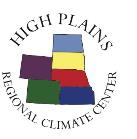 HIGH PLAINS
REGIONAL CLIMATE CENTER